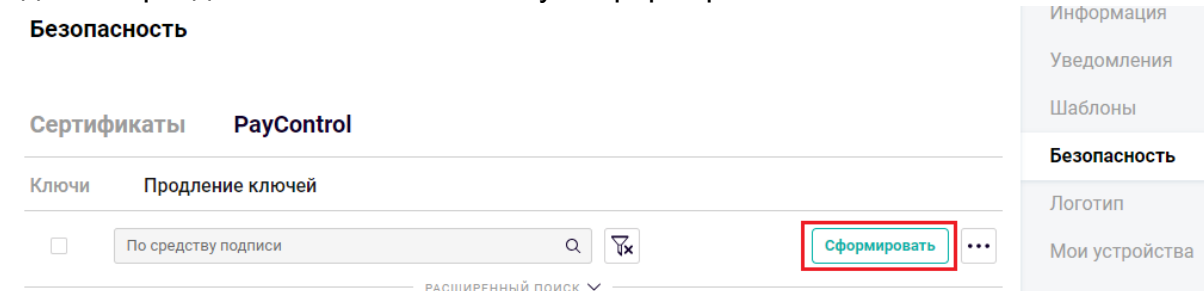 Безопасность
Сертификаты PayControl
Ключи Продление ключей
По средству подписи
Сформировать
РАСШИРЕННЫЙ ПОИСК
Информация
Уведомления
Шаблоны
Безопасность
Логотип
Мои устройства